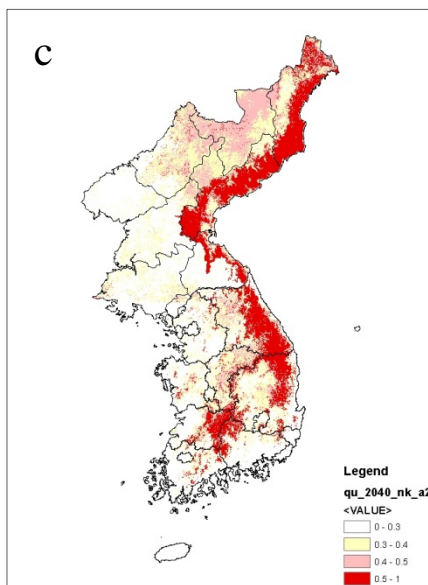 c
Legend
qu_2040_nk_a2
<VALUE>
0 - 0.3
0.3 - 0.4
0.4 - 0.5
0.5 - 1